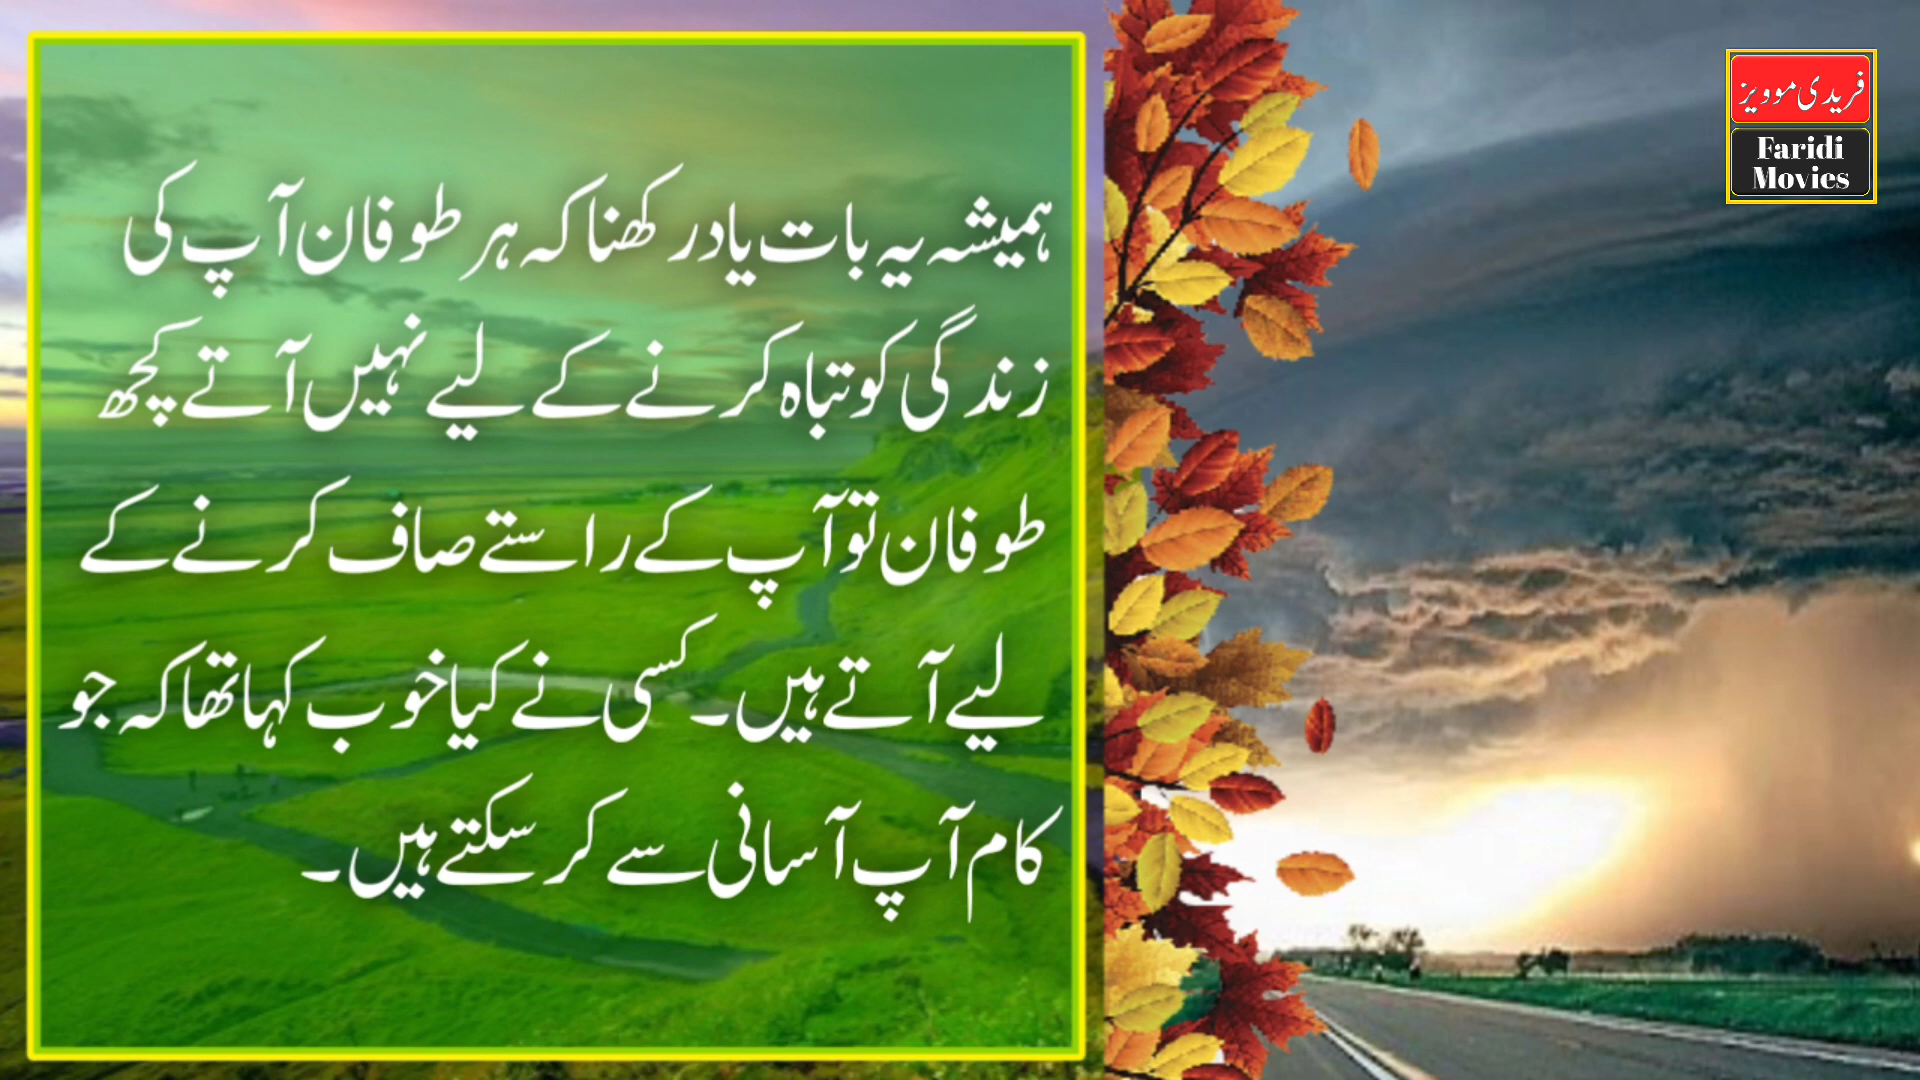 ہمیشہ یہ بات یاد رکھنا کہ ہر طوفان آپ کی
زندگی کو تباہ کرنے کے لیے نہیں آتے کچھ
طوفان تو آپ کے راستے صاف کرنے کے
لیے آتے ہیں۔ کسی نے کیا خوب کہا تھا کہ جو
کام آپ آسانی سے کر سکتے ہیں۔
فریدی موویز
Faridi
Movies